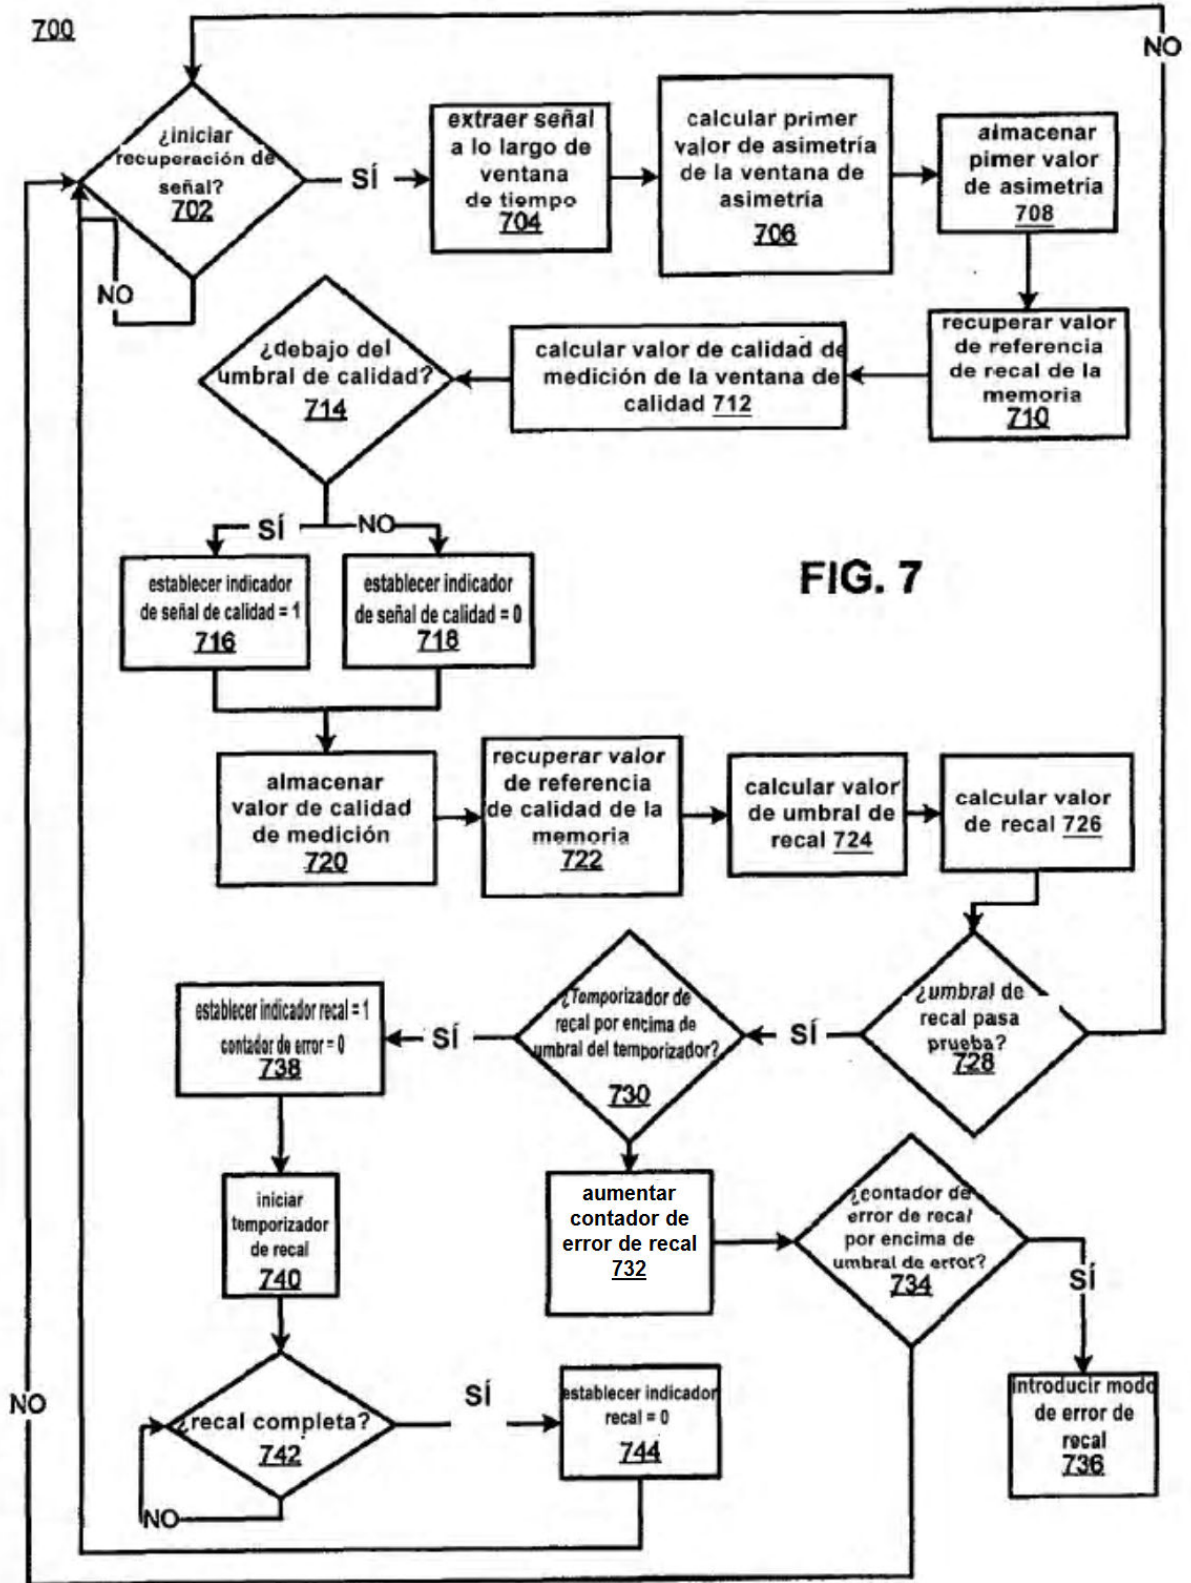 700
NO
¿iniciar
recuperación de
señal?
702
SÍ
NO
extraer señal
a lo largo de
ventana
de tiempo
704
calcular primer
valor de asimetría
de la ventana de
asimetría
706
almacenar
pimer valor
de asimetría
708
recuperar valor
de referencia
de recal de la
memoria
710
calcular valor de calidad de
medición de la ventana de
calidad 712
¿debajo del
umbral de calidad?
714
SÍ
NO
establecer indicador
de señal de calidad = 1
716
establecer indicador
de señal de calidad = 0
718
FIG. 7
almacenar
valor de calidad
de medición
720
recuperar valor
de referencia
de calidad de la
memoria
722
calcular valor
de umbral de
recal 724
calcular valor
de recal 726
¿umbral de
recal pasa
prueba?
728
SÍ
¿Temporizador de
recal por encima de
umbral del temporizador?
730
SÍ
establecer indicador recal = 1
contador de error = 0
738
iniciar
temporizador
de recal
740
aumentar
contador de
error de recal
732
¿contador de
error de recal
por encima de
umbral de error?
734
SÍ
introducir modo
de error de
recal
736
¿recal completa?
742
SÍ
NO
establecer indicador
recal = 0
744
NO